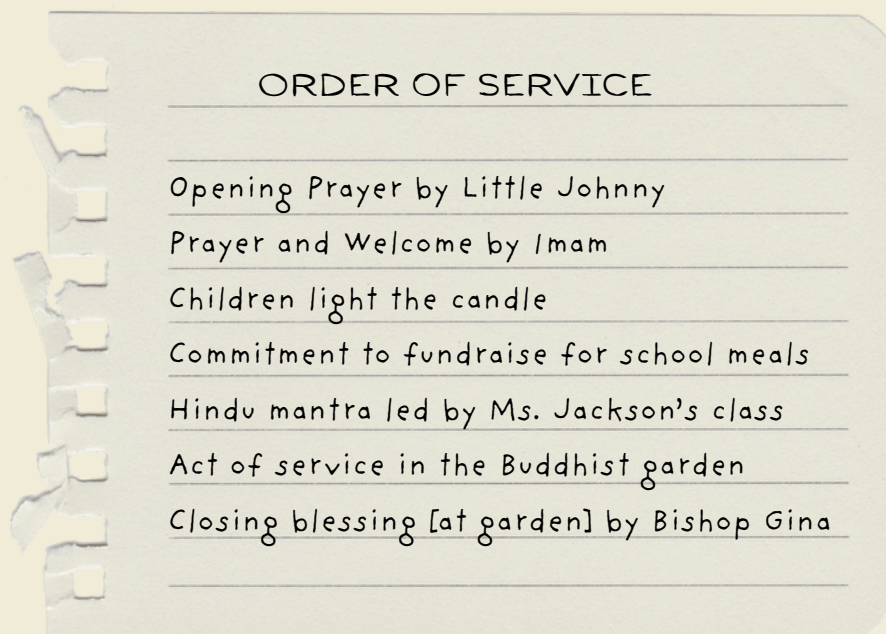 ORDER OF SERVICE
Opening Prayer by Little Johnny
Prayer and Welcome by Imam
Children light the candle
Commitment to fundraise for school meals
Hindu mantra led by Ms. Jackson's class
Act of service in the Buddhist garden
Closing blessing [at garden] by Bishop Gina